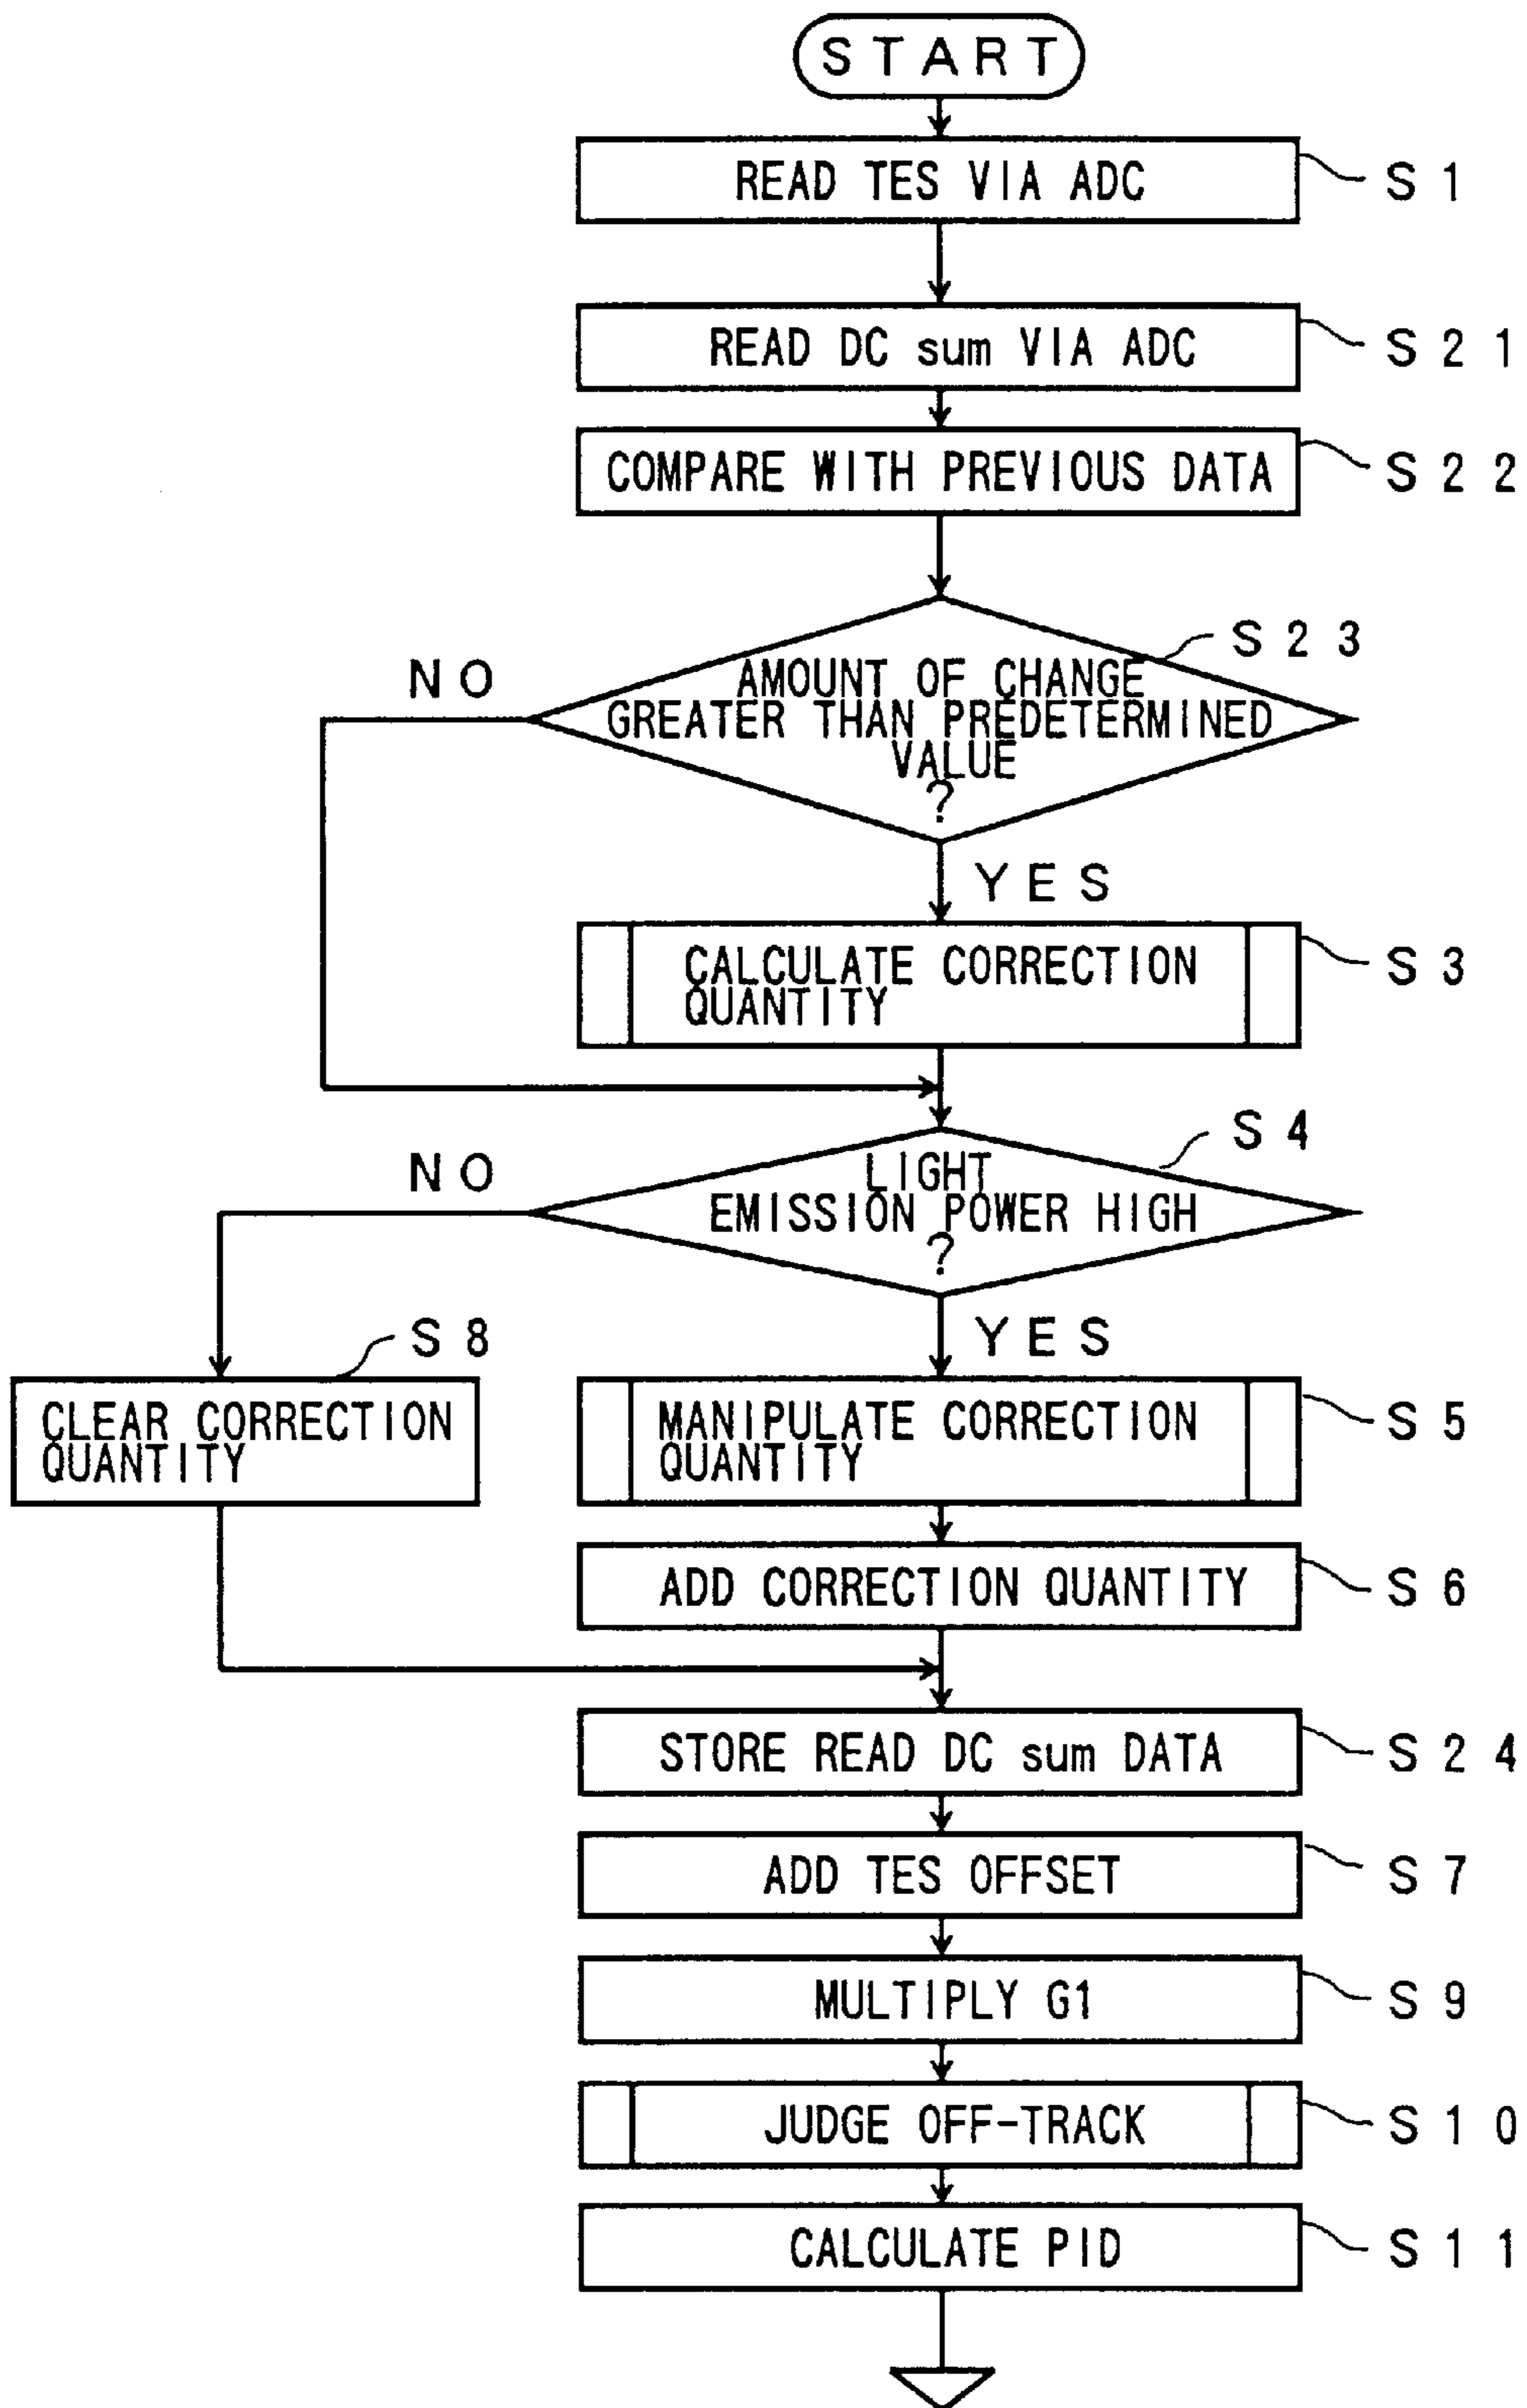 START
READ TES VIA ADC
S1
READ DC sum VIA ADC
S21
COMPARE WITH PREVIOUS DATA
S22
S23
NO
AMOUNT OF CHANGE
GREATER THAN PREDETERMINED
VALUE
?
YES
CALCULATE CORRECTION
QUANTITY
S3
S4
NO
LIGHT
EMISSION POWER HIGH
?
YES
S8
CLEAR CORRECTION
QUANTITY
MANIPULATE CORRECTION
QUANTITY
S5
ADD CORRECTION QUANTITY
S6
STORE READ DC sum DATA
S24
ADD TES OFFSET
S7
MULTIPLY G1
S9
JUDGE OFF-TRACK
S10
CALCULATE PID
S11